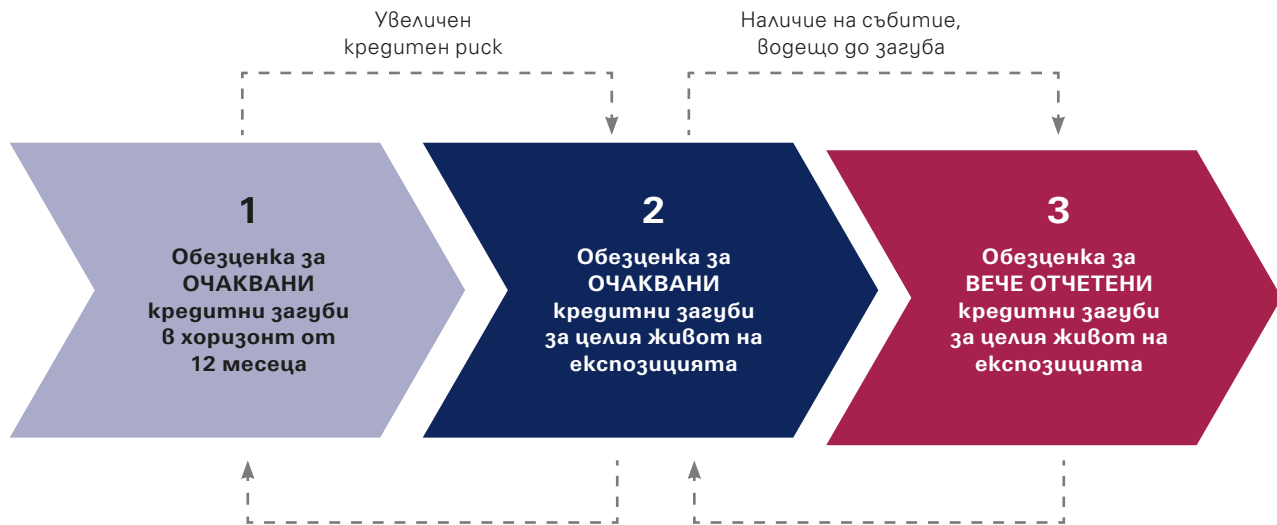 Увеличен
кредитен риск
Наличие на събитие,
водещо до загуба
1
Обезценка за
ОЧАКВАНИ
кредитни загуби
в хоризонт от
12 месеца
2
Обезценка за
ОЧАКВАНИ
кредитни загуби
за целия живот на
експозицията
3
Обезценка за
ВЕЧЕ ОТЧЕТЕНИ
кредитни загуби
за целия живот на
експозицията